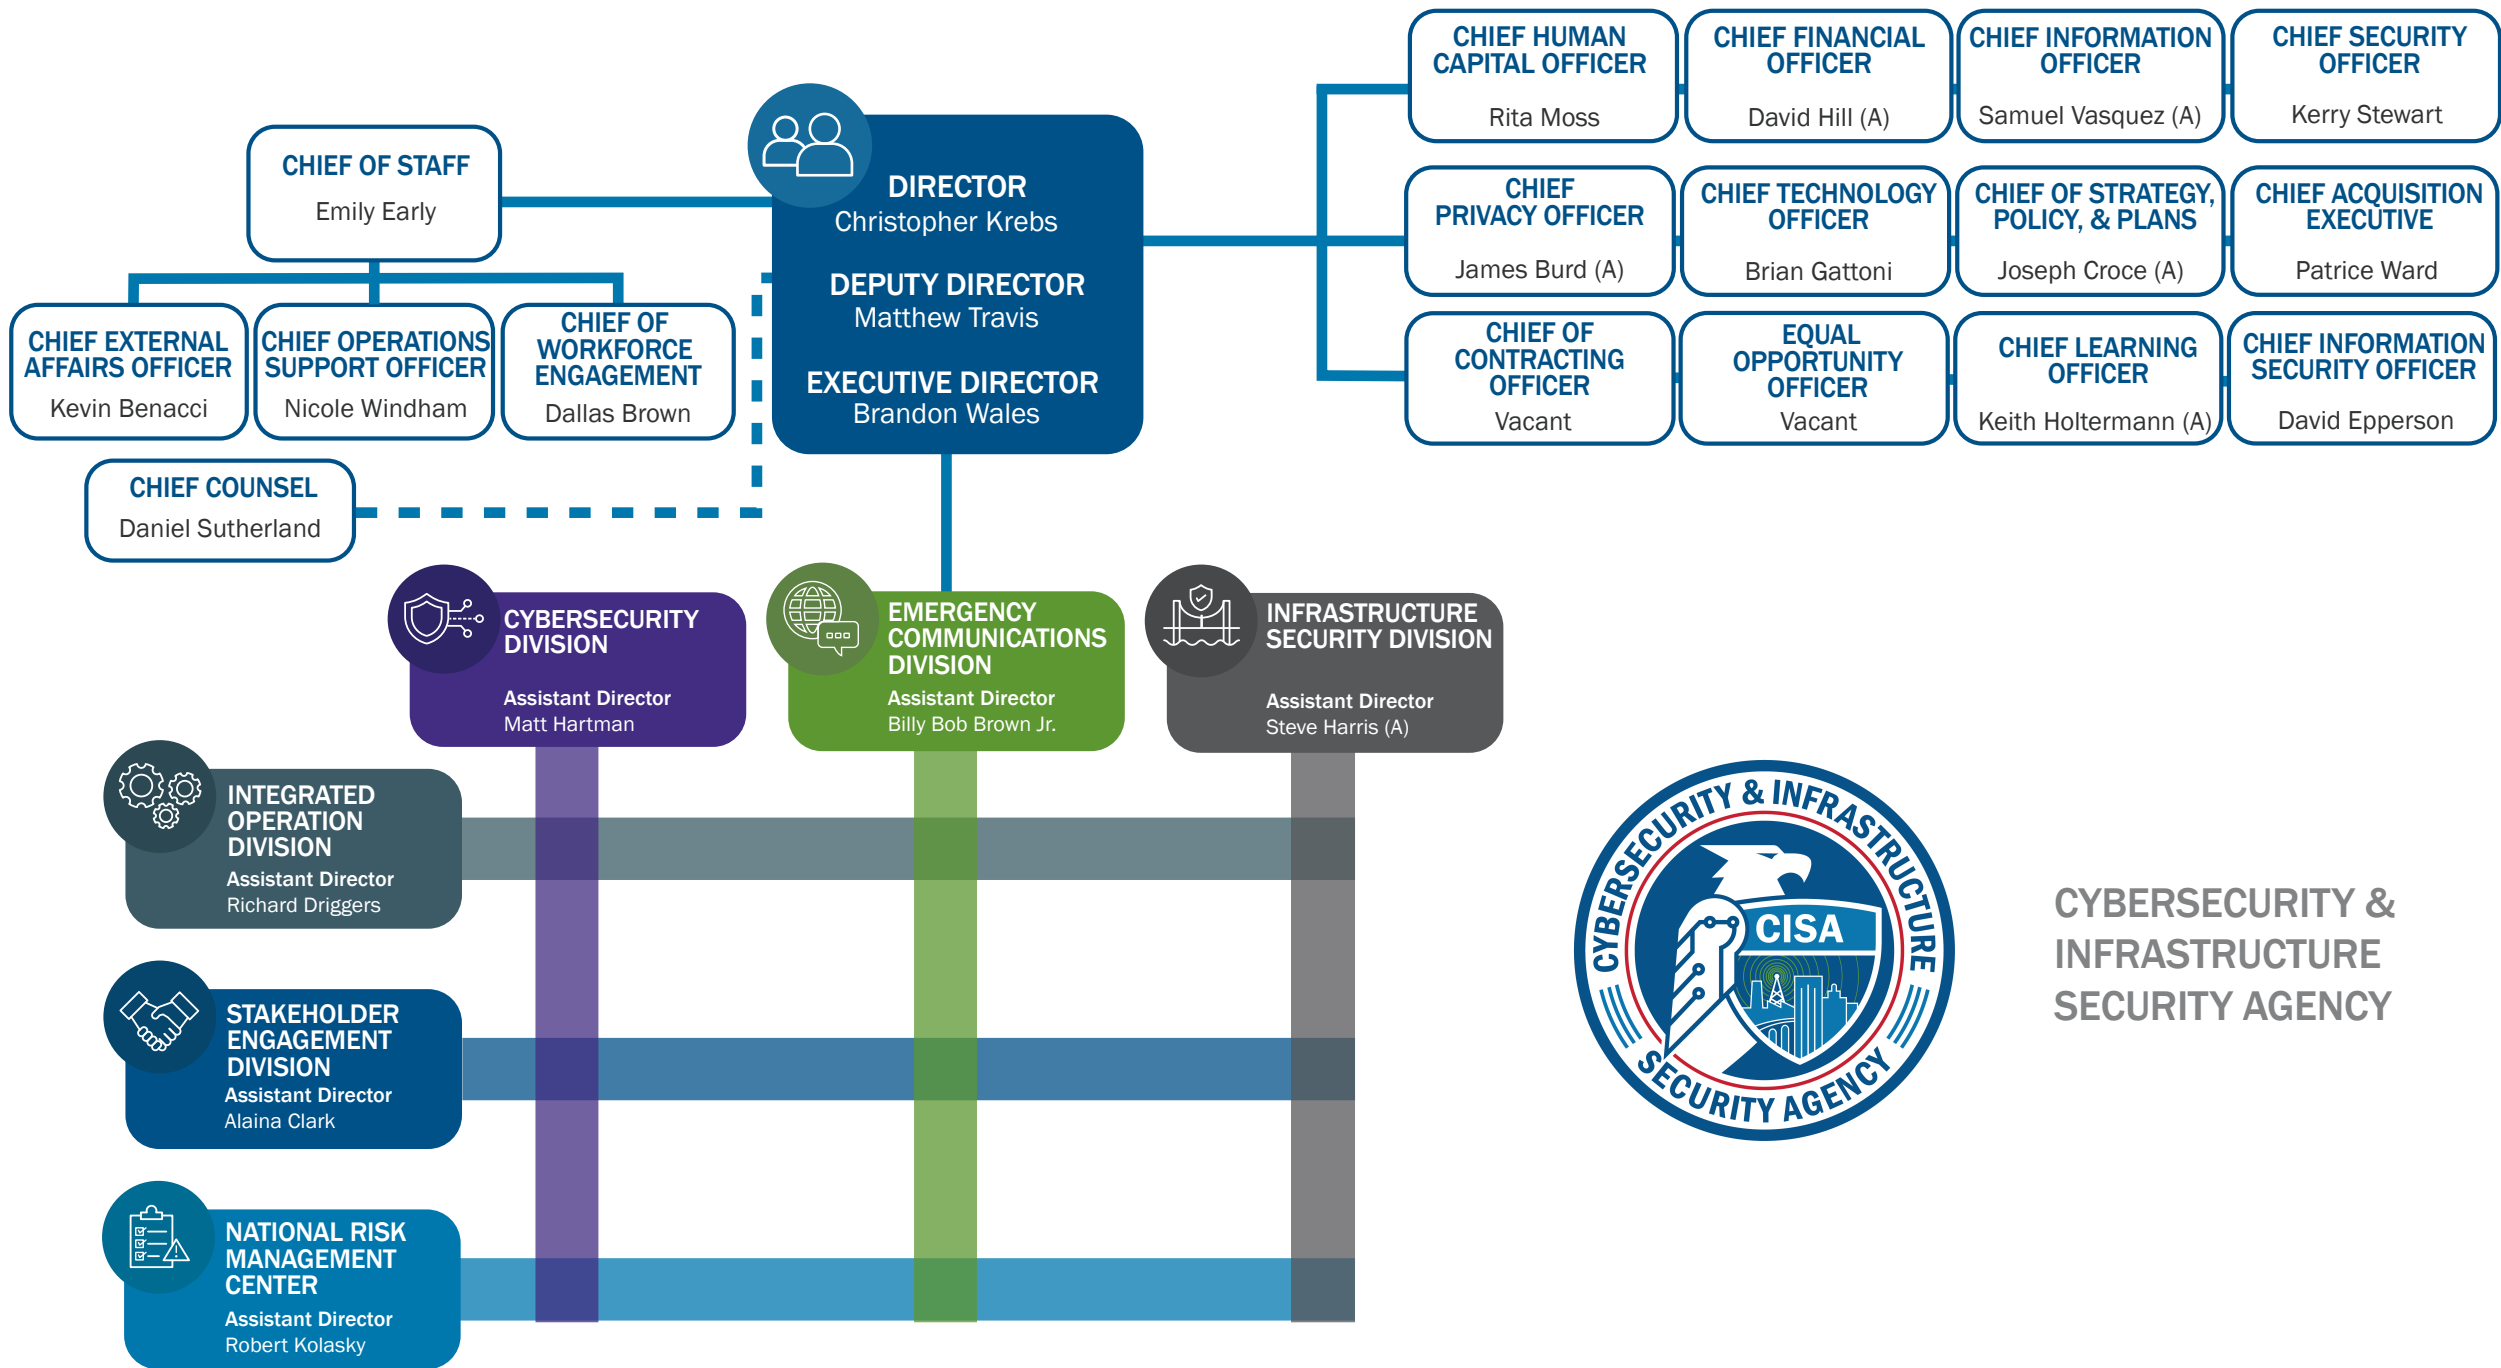 CHIEF OF STAFF
Emily Early
CHIEF EXTERNAL
AFFAIRS OFFICER
Kevin Benacci
CHIEF OPERATIONS
SUPPORT OFFICER
Nicole Windham
CHIEF OF
WORKFORCE
ENGAGEMENT
Dallas Brown
CHIEF COUNSEL
Daniel Sutherland
DIRECTOR
Christopher Krebs
DEPUTY DIRECTOR
Matthew Travis
EXECUTIVE DIRECTOR
Brandon Wales
CHIEF HUMAN
CAPITAL OFFICER
Rita Moss
CHIEF FINANCIAL
OFFICER
David Hill (A)
CHIEF INFORMATION
OFFICER
Samuel Vasquez (A)
CHIEF SECURITY
OFFICER
Kerry Stewart
CHIEF
PRIVACY OFFICER
James Burd (A)
CHIEF TECHNOLOGY
OFFICER
Brian Gattoni
CHIEF OF STRATEGY,
POLICY, & PLANS
Joseph Croce (A)
CHIEF ACQUISITION
EXECUTIVE
Patrice Ward
CHIEF OF
CONTRACTING
OFFICER
Vacant
EQUAL
OPPORTUNITY
OFFICER
Vacant
CHIEF LEARNING
OFFICER
Keith Holtermann (A)
CHIEF INFORMATION
SECURITY OFFICER
David Epperson
CYBERSECURITY
DIVISION
Assistant Director
Matt Hartman
EMERGENCY
COMMUNICATIONS
DIVISION
Assistant Director
Billy Bob Brown Jr.
INFRASTRUCTURE
SECURITY DIVISION
Assistant Director
Steve Harris (A)
INTEGRATED
OPERATION
DIVISION
Assistant Director
Richard Driggers
STAKEHOLDER
ENGAGEMENT
DIVISION
Assistant Director
Alaina Clark
NATIONAL RISK
MANAGEMENT
CENTER
Assistant Director
Robert Kolasky
CYBERSECURITY & INFRASTRUCTURE
SECURITY AGENCY
CISA
CYBERSECURITY &
INFRASTRUCTURE
SECURITY AGENCY